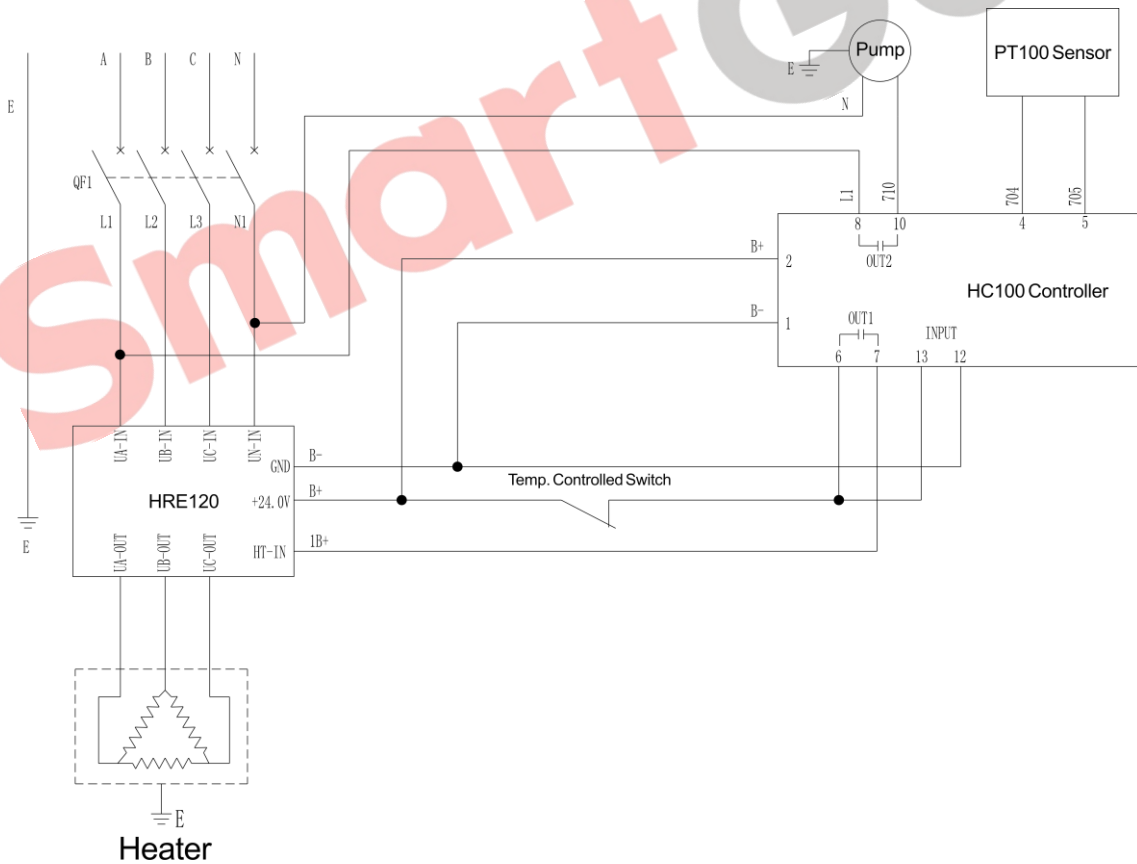 SmartGe
A B C N
E
QF1
L1 L2 L3 N1
Pump
E
N
PT100 Sensor
L1 710 704 705
8 10 4 5
OUT2
B+ 2
HC100 Controller
B- 1
OUT1 INPUT
6 7 13 12
UA-IN UB-IN UC-IN UN-IN
GND B-
Temp. Controlled Switch
HRE120 +24.0V B+
HT-IN 1B+
UA-OUT UB-OUT UC-OUT
E
E
Heater